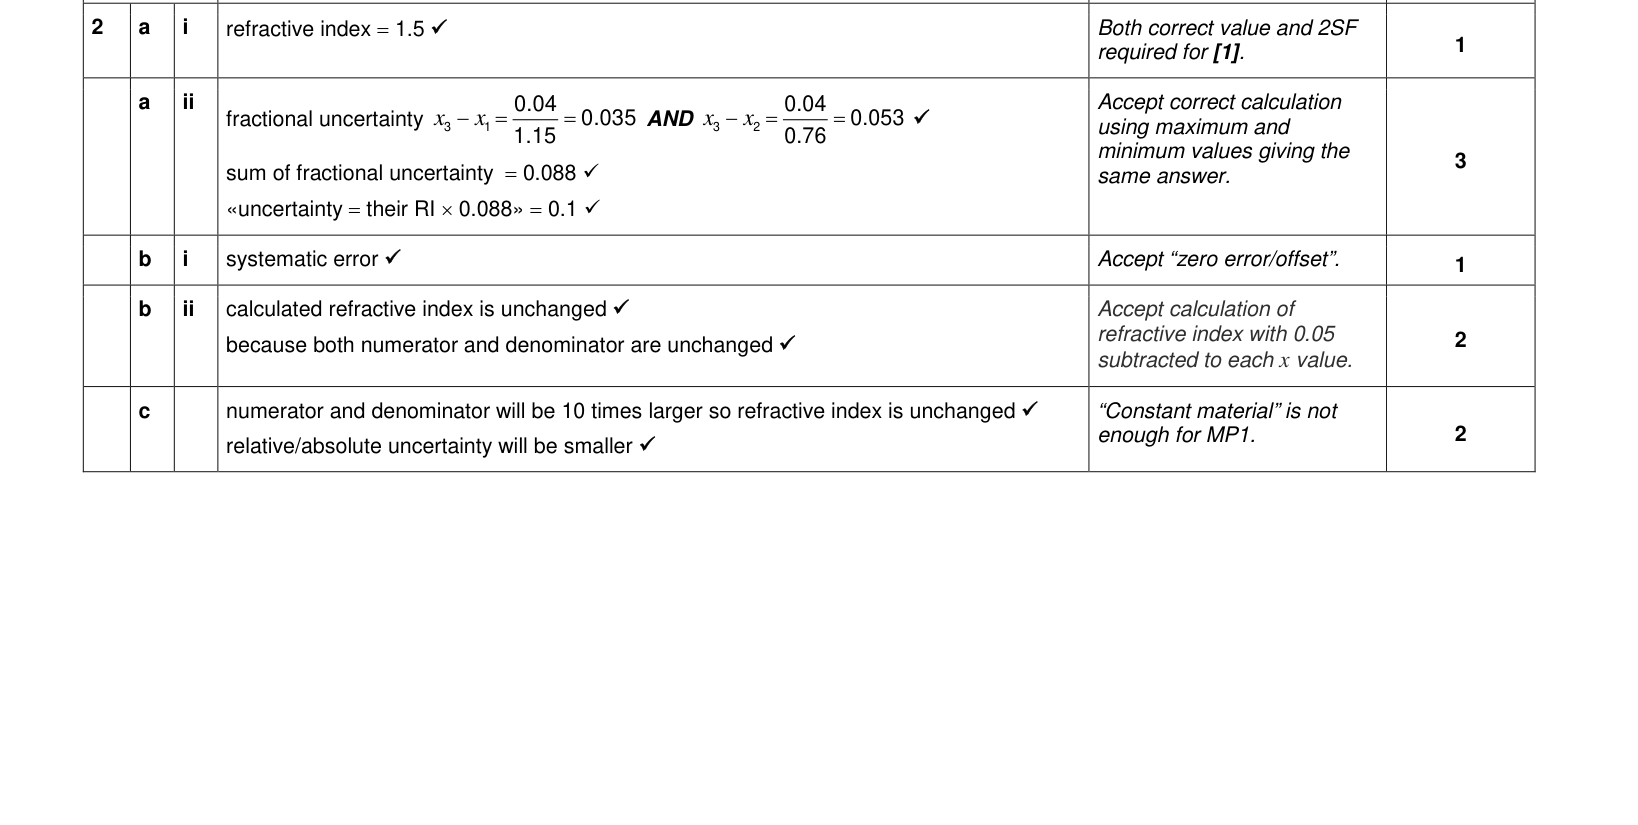 2 a i refractive index = 1.5 ✓ Both correct value and 2SF required for [1]. 1
a ii fractional uncertainty x₃ − x₁ = 0.04/1.15 = 0.035 AND x₃ − x₂ = 0.04/0.76 = 0.053 ✓
sum of fractional uncertainty = 0.088 ✓
«uncertainty = their RI × 0.088» = 0.1 ✓
Accept correct calculation
using maximum and
minimum values giving the
same answer.
3
b i systematic error ✓ Accept “zero error/offset”. 1
b ii calculated refractive index is unchanged ✓
because both numerator and denominator are unchanged ✓
Accept calculation of
refractive index with 0.05
subtracted to each x value.
2
c numerator and denominator will be 10 times larger so refractive index is unchanged ✓
relative/absolute uncertainty will be smaller ✓
“Constant material” is not
enough for MP1.
2